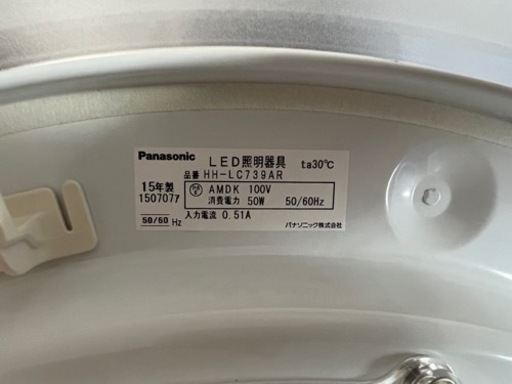 Panasonic LED照明器具 ta30℃
品番 HH-LC739AR
15年製 AMDK 100V
150707 消費電力 50W 50/60Hz
50/60 Hz 入力電流 0.51A
パナソニック株式会社